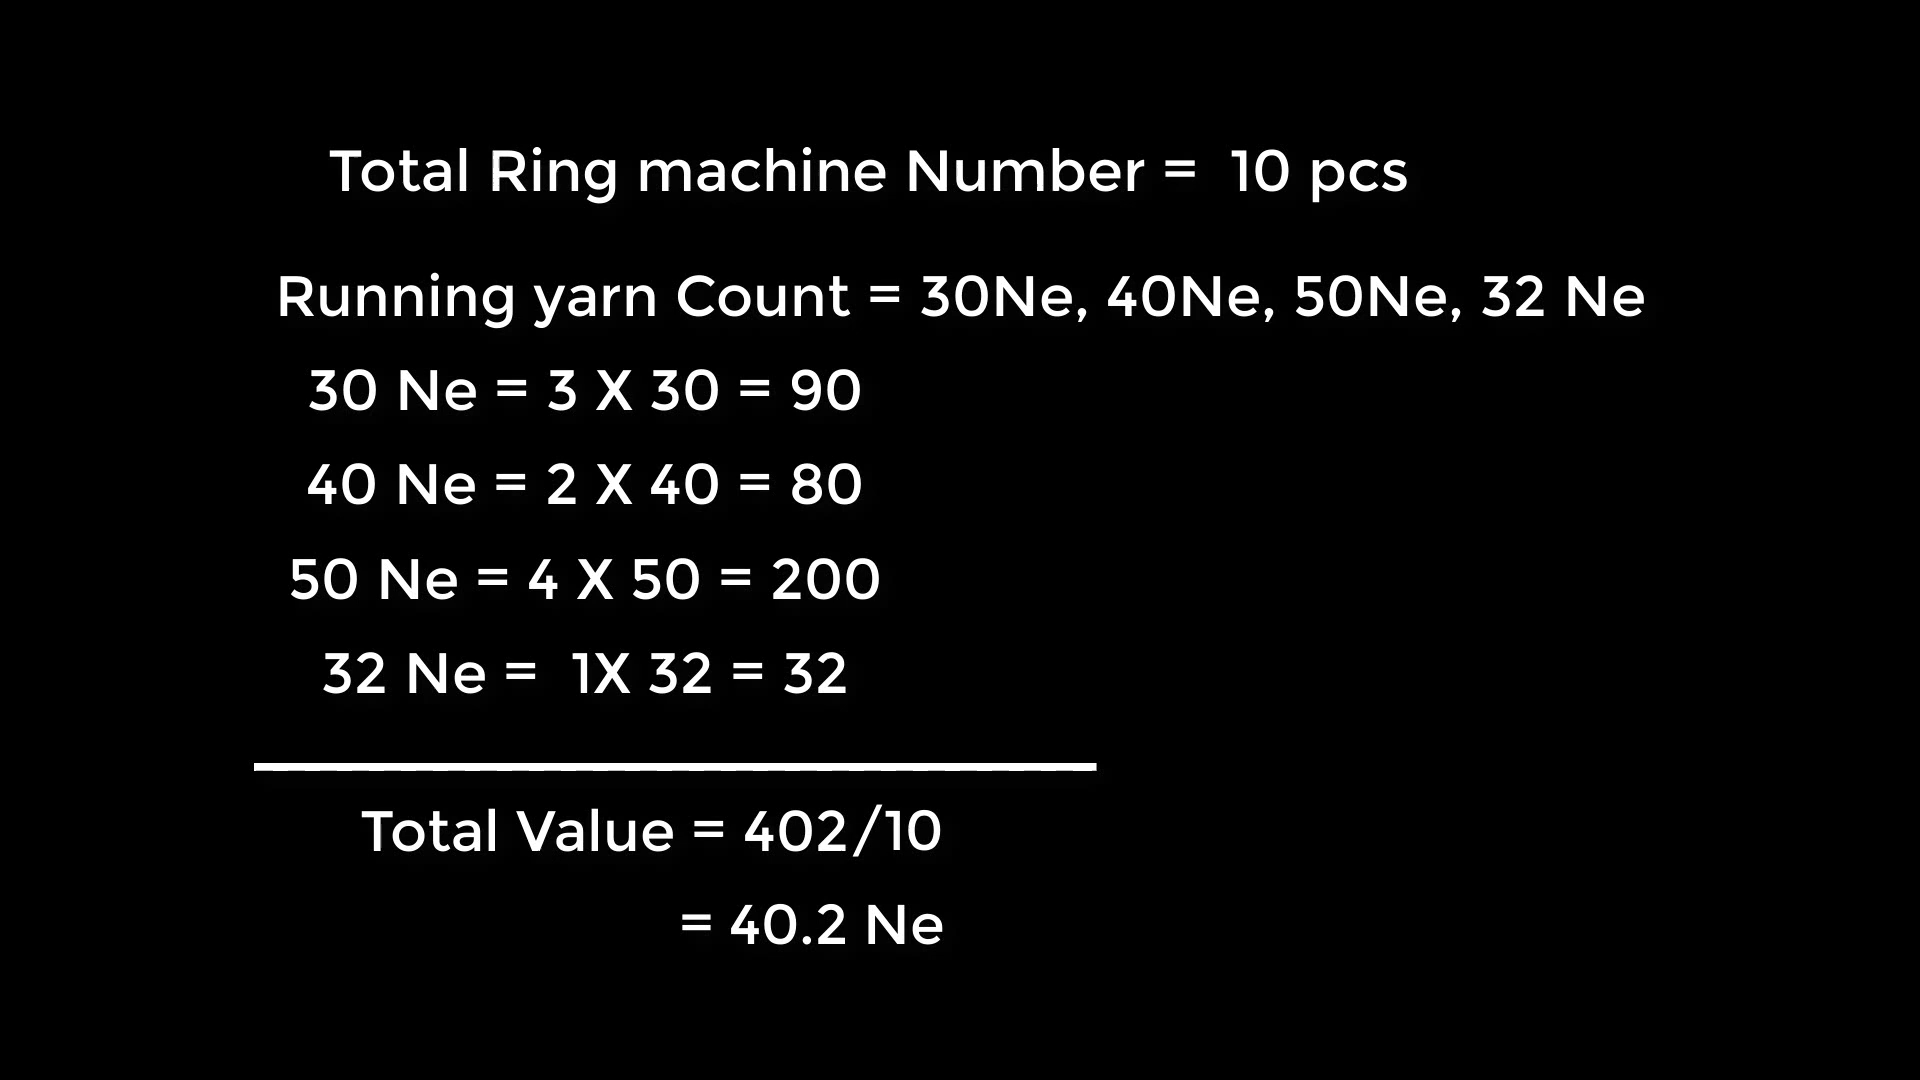 Total Ring machine Number = 10 pcs
Running yarn Count = 30Ne, 40Ne, 50Ne, 32 Ne
30 Ne = 3 X 30 = 90
40 Ne = 2 X 40 = 80
50 Ne = 4 X 50 = 200
32 Ne = 1X 32 = 32
Total Value = 402/10
= 40.2 Ne